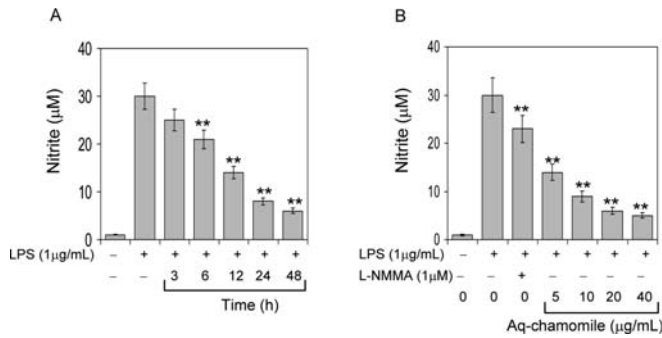 A
Nitrite (μM)
40
30
20
10
0
** ** ** **
LPS (1μg/mL) – + + + + + +
– – 3 6 12 24 48
Time (h)
B
Nitrite (μM)
40
30
20
10
0
** ** ** ** **
LPS (1μg/mL) – + + + + + +
L-NMMA (1μM) – – + – – – –
0 0 0 5 10 20 40
Aq-chamomile (μg/mL)